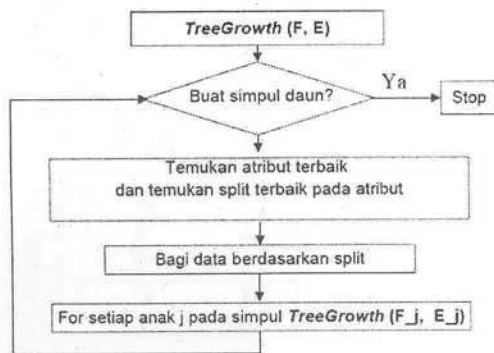 TreeGrowth (F, E)
Buat simpul daun?
Ya
Stop
Temukan atribut terbaik
dan temukan split terbaik pada atribut
Bagi data berdasarkan split
For setiap anak j pada simpul TreeGrowth (F_j, E_j)